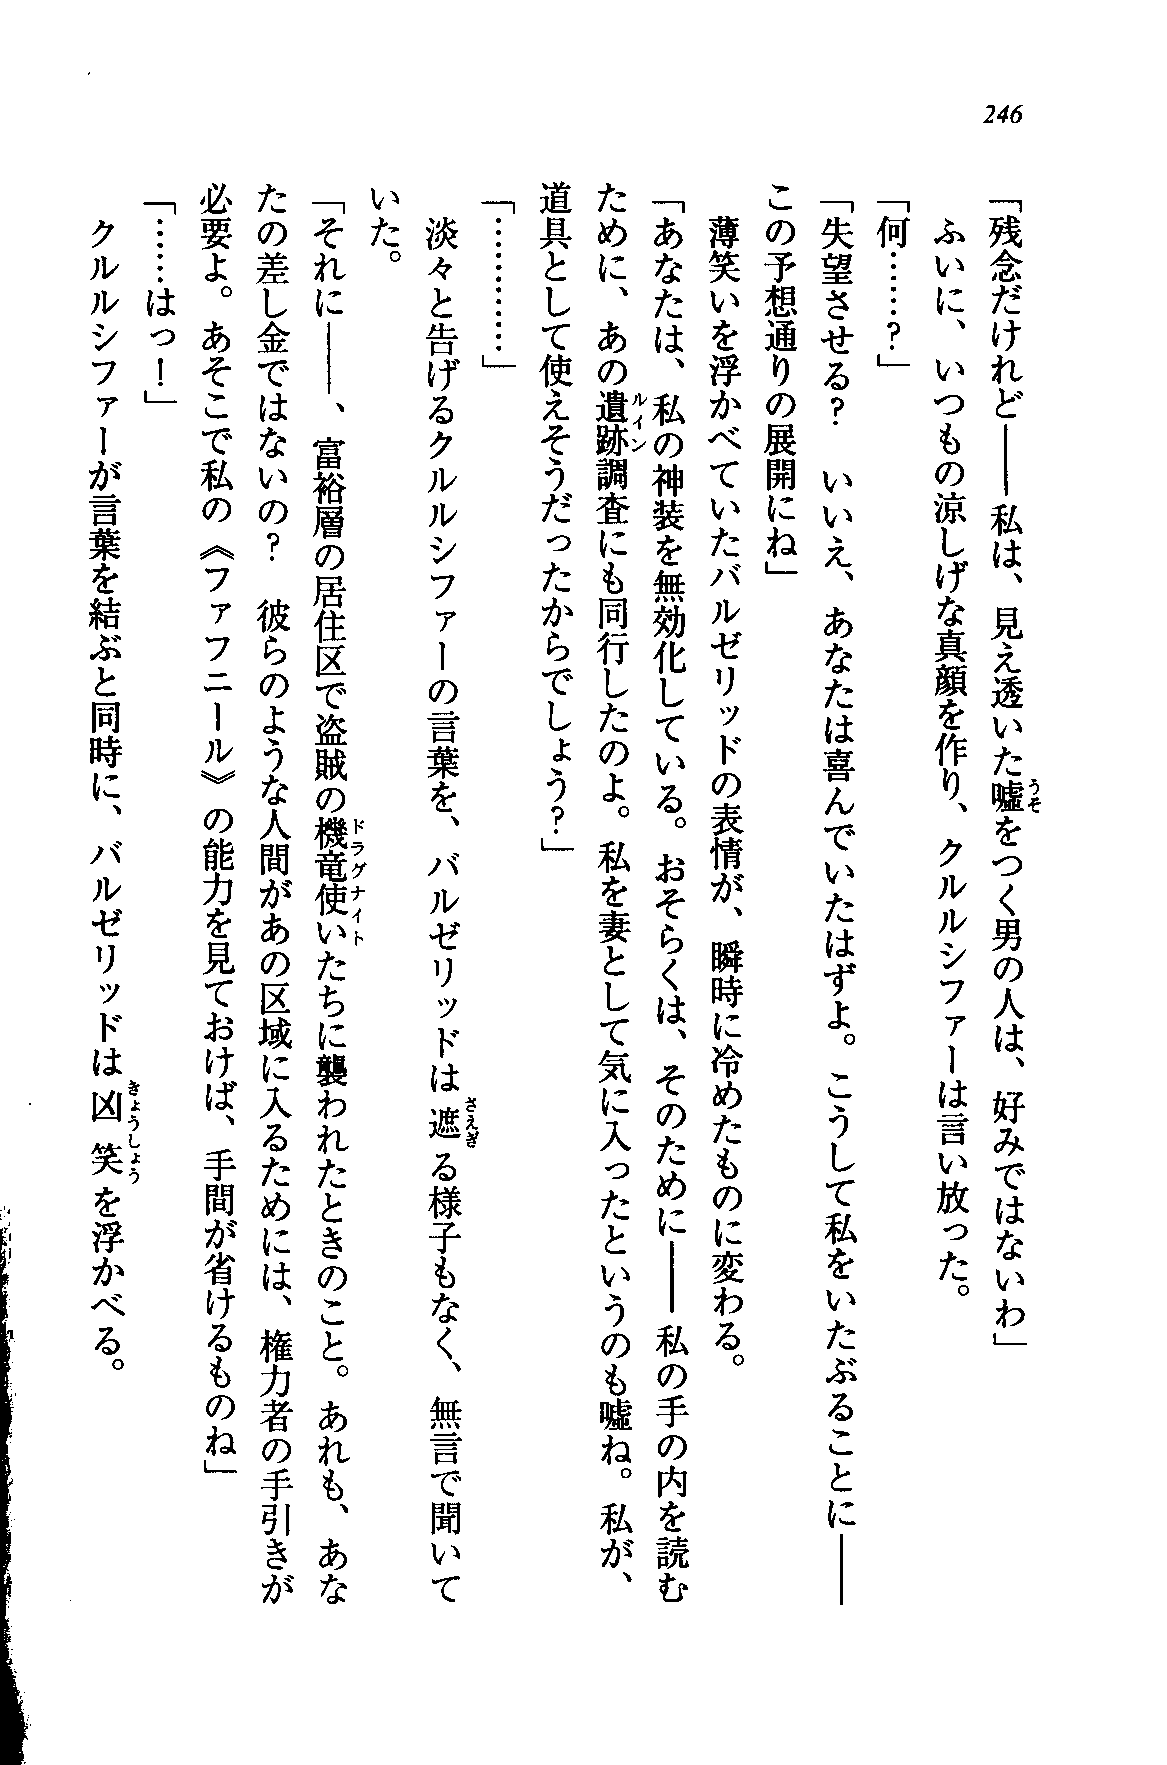 246
「残念だけれど――私は、見え透いた嘘をつく男の人は、好みではないわ」
ふいに、いつもの涼しげな真顔を作り、クルルシファーは言い放った。
「何……？」
「失望させる？　いいえ、あなたは喜んでいたはずよ。こうして私をいたぶることに――
この予想通りの展開にね」
薄笑いを浮かべていたバルゼリッドの表情が、瞬時に冷めたものに変わる。
「あなたは、私の神装を無効化している。おそらくは、そのために――私の手の内を読む
ために、あの遺跡調査にも同行したのよ。私を妻として気に入ったというのも嘘ね。私が、
道具として使えそうだったからでしょう？」
「…………」
淡々と告げるクルルシファーの言葉を、バルゼリッドは遮る様子もなく、無言で聞いて
いた。
「それに――、富裕層の居住区で盗賊の機竜使いたちに襲われたときのこと。あれも、あな
たの差し金ではないの？　彼らのような人間があの区域に入るためには、権力者の手引きが
必要よ。あそこで私の《ファフニール》の能力を見ておけば、手間が省けるものね」
「……はっ！」
クルルシファーが言葉を結ぶと同時に、バルゼリッドは凶笑を浮かべる。